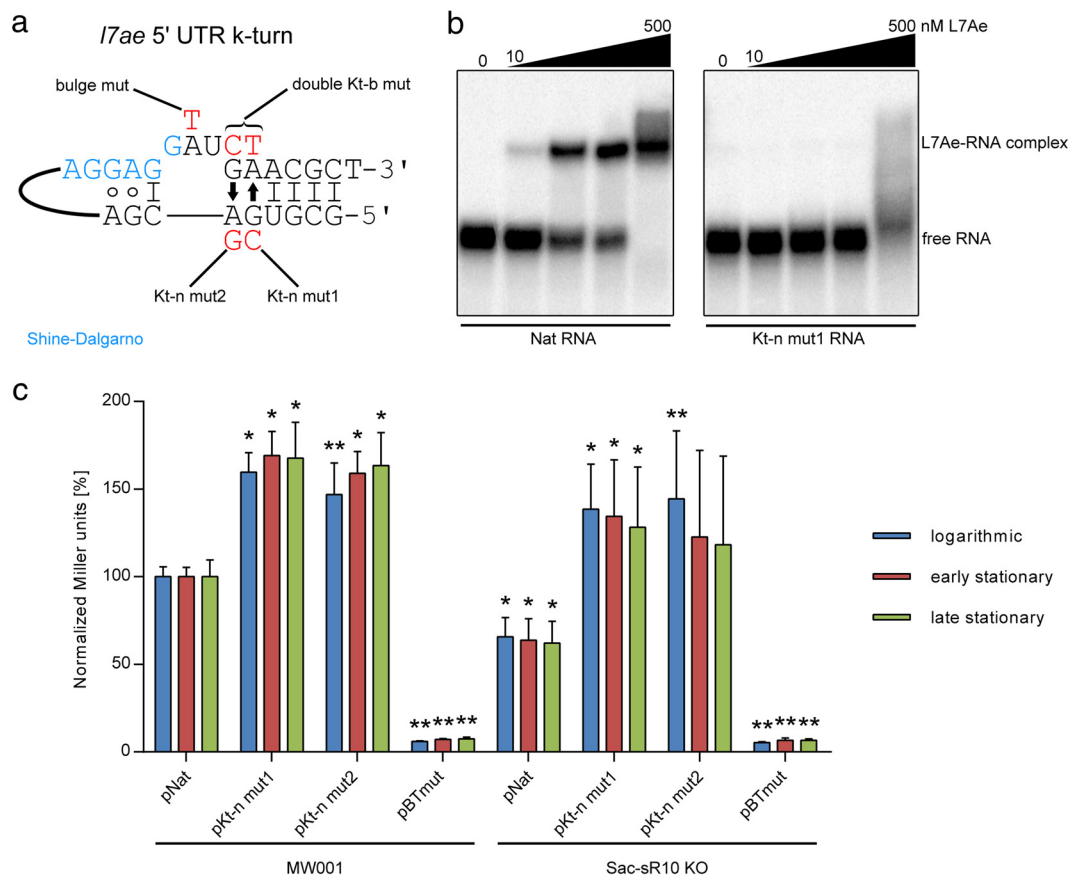 a
l7ae 5' UTR k-turn
bulge mut
double Kt-b mut
T
GAUCT
AGGAG
GAACGCT-3'
AGC
AGUGCG-5'
GC
Kt-n mut2
Kt-n mut1
Shine-Dalgarno
b
0 10 500
0 10 500 nM L7Ae
L7Ae-RNA complex
free RNA
Nat RNA
Kt-n mut1 RNA
c
Normalized Miller units [%]
200
150
100
50
0
* * *
** * *
** ** **
* * *
* * *
**
** ** **
logarithmic
early stationary
late stationary
pNat
pKt-n mut1
pKt-n mut2
pBTmut
pNat
pKt-n mut1
pKt-n mut2
pBTmut
MW001
Sac-sR10 KO